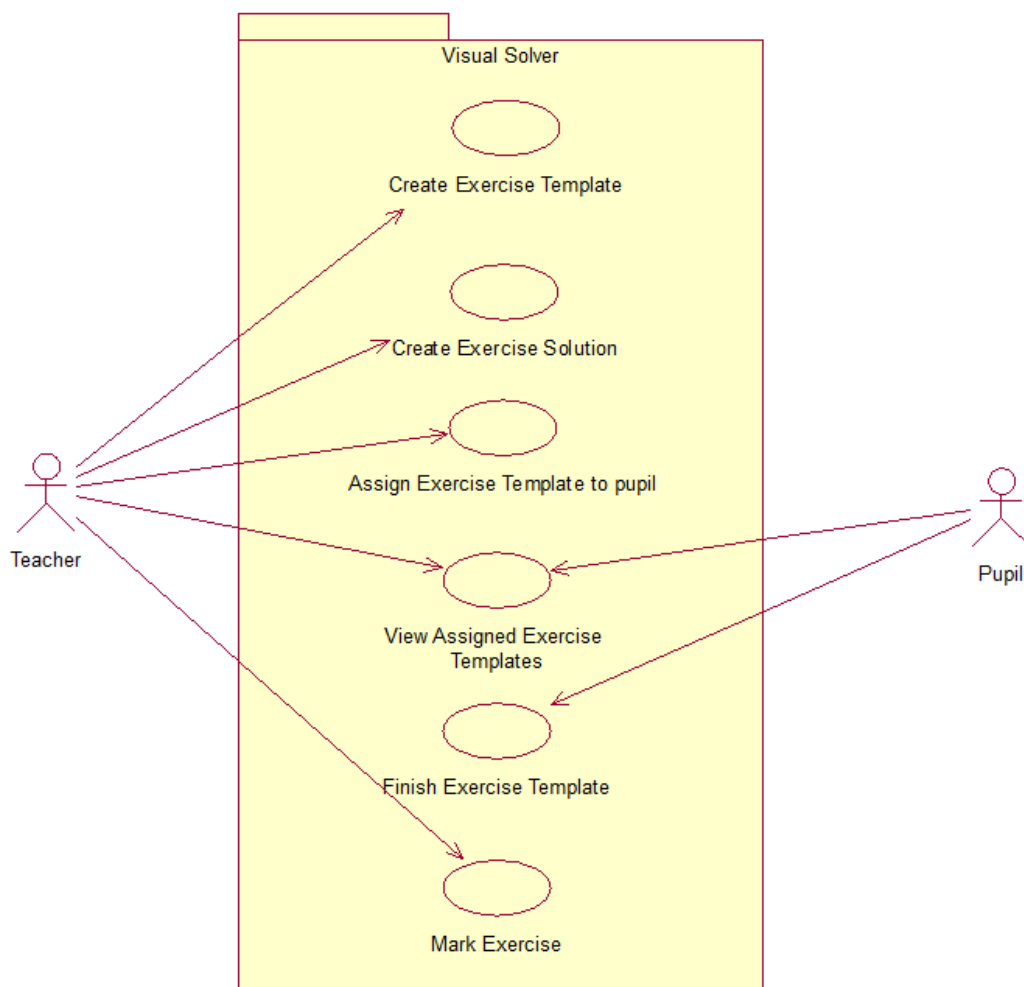 Visual Solver
Create Exercise Template
Create Exercise Solution
Assign Exercise Template to pupil
Teacher
Pupil
View Assigned Exercise
Templates
Finish Exercise Template
Mark Exercise